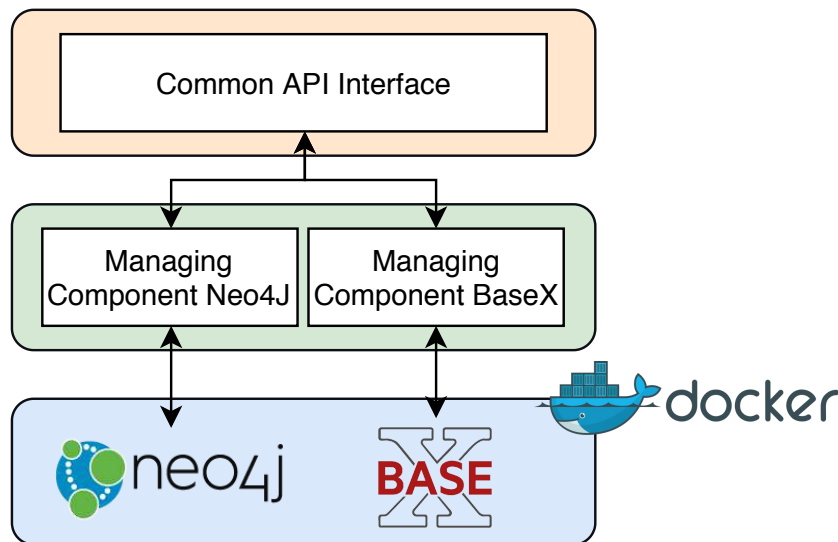 Common API Interface
Managing
Component Neo4J
Managing
Component BaseX
docker
neo4j
X
BASE